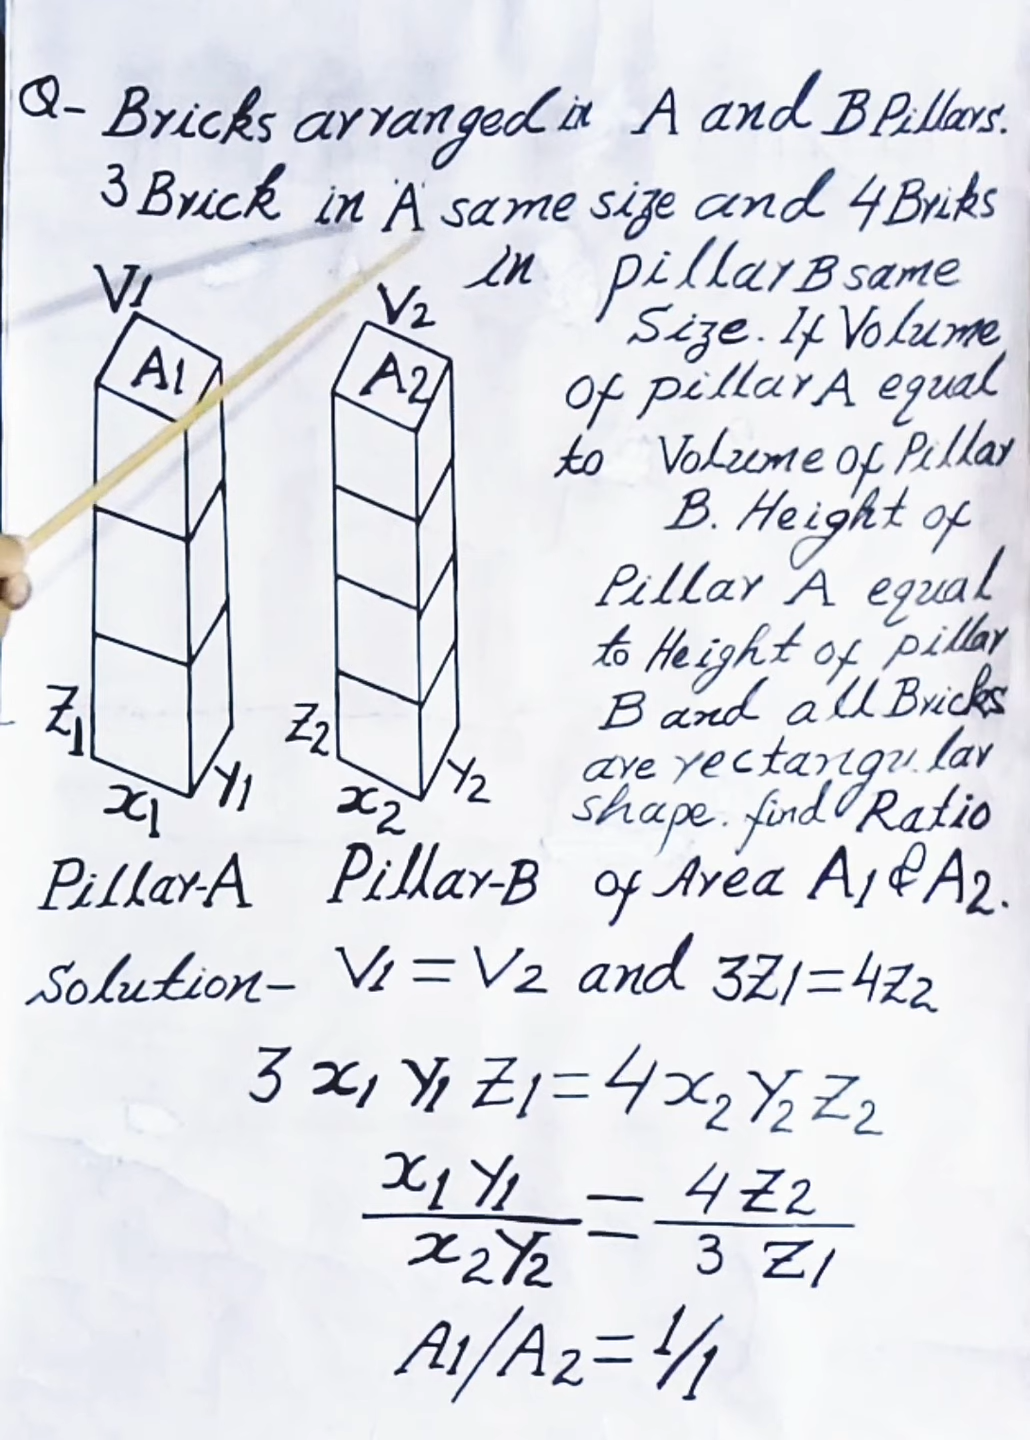 Q- Bricks arranged in A and B Pillars.
3 Brick in A same size and 4 Briks
in pillar B same
Size. If Volume
of pillar A equal
to Volume of Pillar
B. Height of
Pillar A equal
to Height of pillar
B and all Bricks
are rectangular
shape. find Ratio
of Area A1 & A2.
V1
A1
Z1
x1
Y1
Pillar-A
V2
A2
Z2
x2
Y2
Pillar-B
Solution- V1 = V2 and 3Z1=4Z2
3 x1 Y1 Z1 = 4 x2 Y2 Z2
x1 Y1 / x2 Y2 = 4 Z2 / 3 Z1
A1/A2 = 1/1